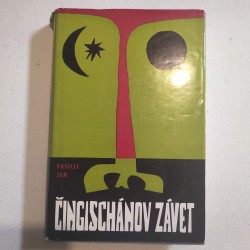 VASILIJ
JAN
ČINGISCHÁNOV ZÁVET